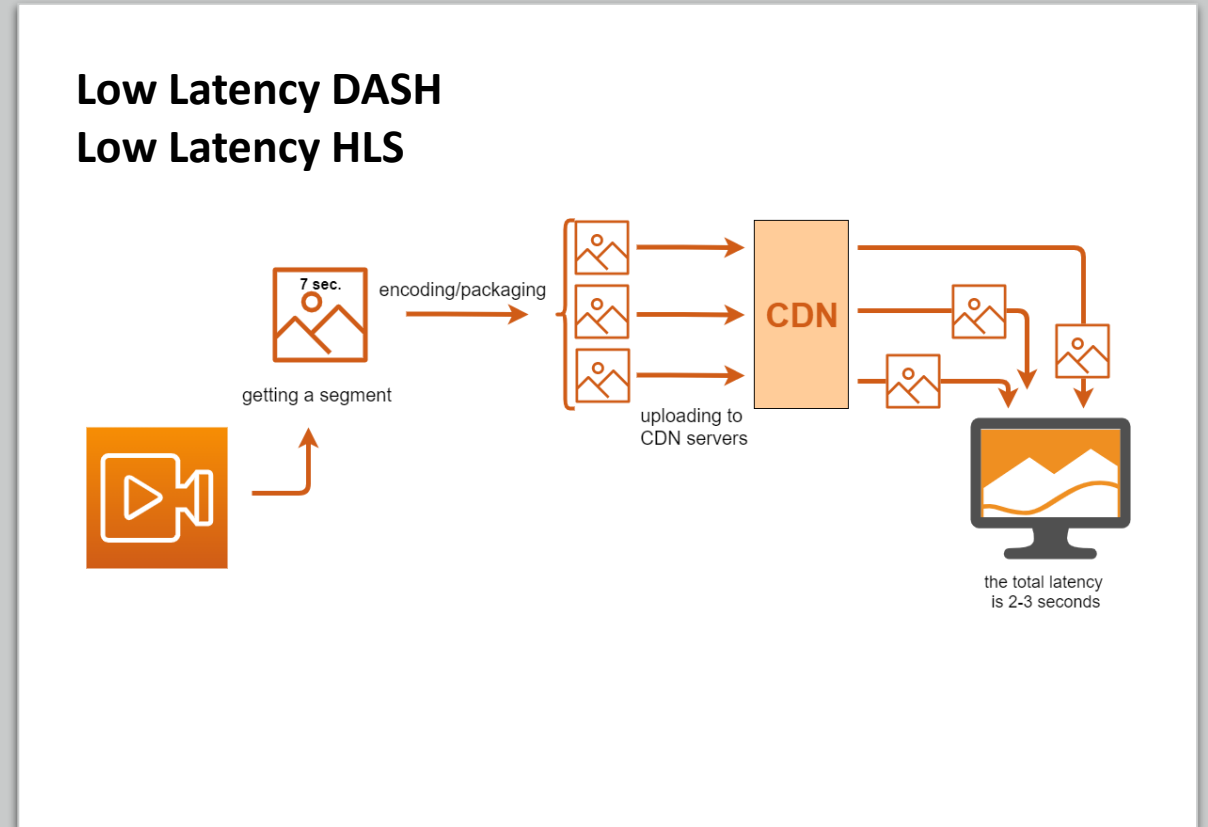 Low Latency DASH
Low Latency HLS
7 sec.
getting a segment
encoding/packaging
uploading to
CDN servers
CDN
the total latency
is 2-3 seconds